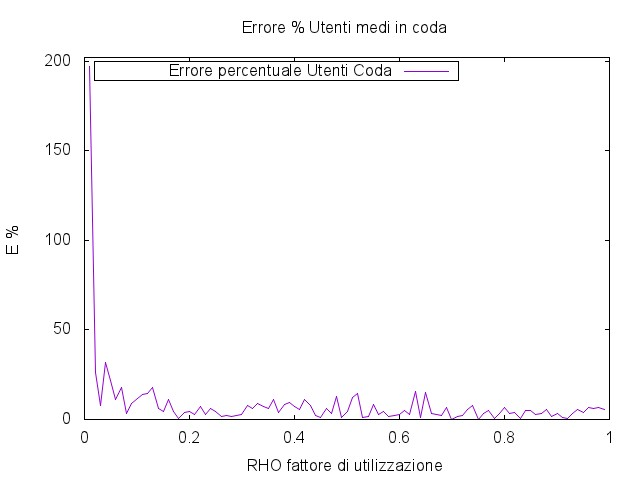 Errore % Utenti medi in coda
Errore percentuale Utenti Coda
200
150
100
50
0
E %
0 0.2 0.4 0.6 0.8 1
RHO fattore di utilizzazione